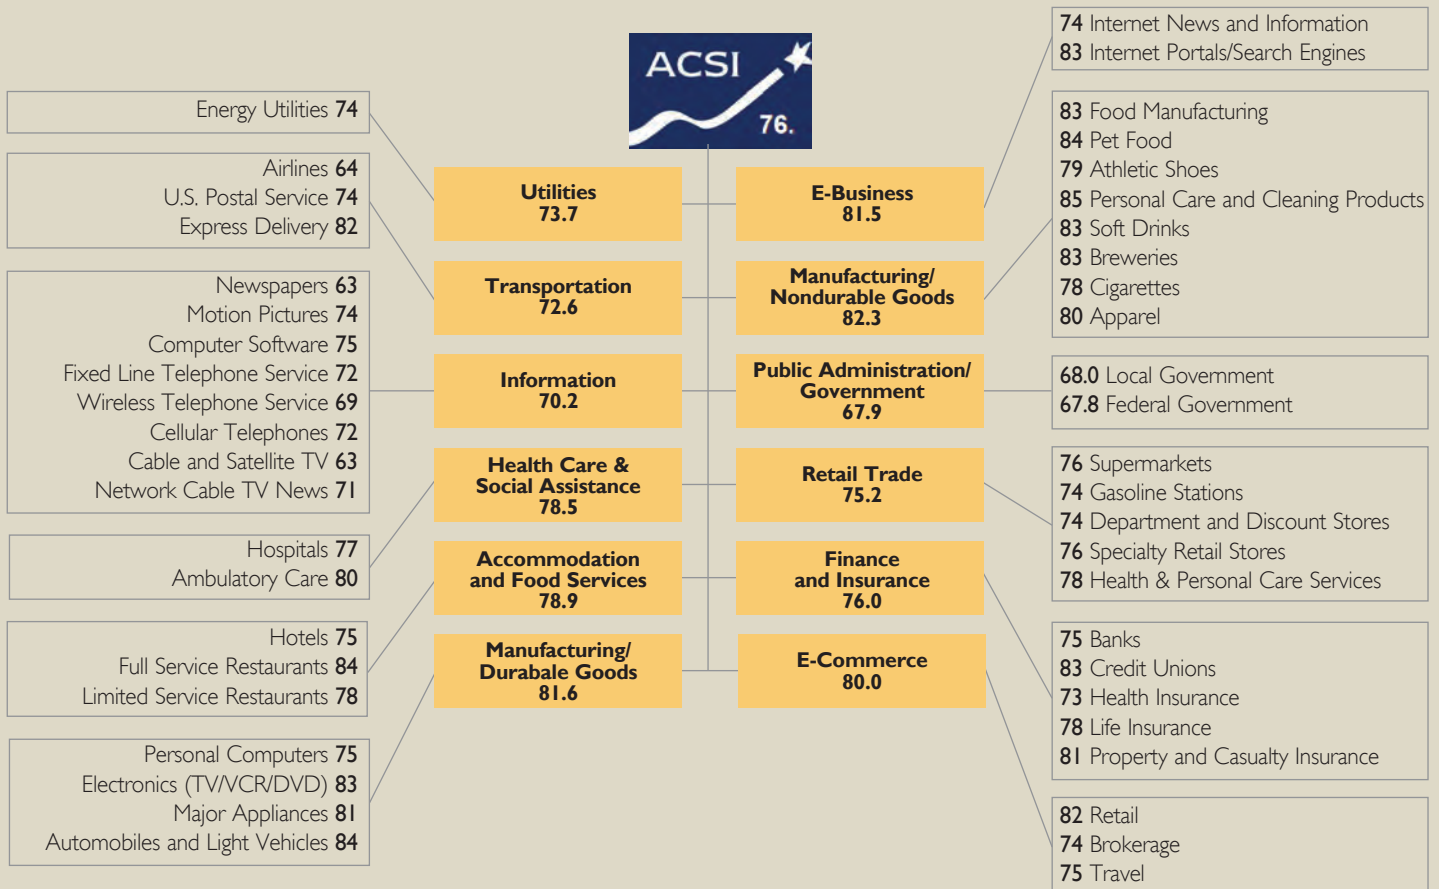 ACSI
76.
Energy Utilities 74
Airlines 64
U.S. Postal Service 74
Express Delivery 82
Newspapers 63
Motion Pictures 74
Computer Software 75
Fixed Line Telephone Service 72
Wireless Telephone Service 69
Cellular Telephones 72
Cable and Satellite TV 63
Network Cable TV News 71
Hospitals 77
Ambulatory Care 80
Hotels 75
Full Service Restaurants 84
Limited Service Restaurants 78
Personal Computers 75
Electronics (TV/VCR/DVD) 83
Major Appliances 81
Automobiles and Light Vehicles 84
Utilities
73.7
Transportation
72.6
Information
70.2
Health Care &
Social Assistance
78.5
Accommodation
and Food Services
78.9
Manufacturing/
Durabale Goods
81.6
E-Business
81.5
Manufacturing/
Nondurable Goods
82.3
Public Administration/
Government
67.9
Retail Trade
75.2
Finance
and Insurance
76.0
E-Commerce
80.0
74 Internet News and Information
83 Internet Portals/Search Engines
83 Food Manufacturing
84 Pet Food
79 Athletic Shoes
85 Personal Care and Cleaning Products
83 Soft Drinks
83 Breweries
78 Cigarettes
80 Apparel
68.0 Local Government
67.8 Federal Government
76 Supermarkets
74 Gasoline Stations
74 Department and Discount Stores
76 Specialty Retail Stores
78 Health & Personal Care Services
75 Banks
83 Credit Unions
73 Health Insurance
78 Life Insurance
81 Property and Casualty Insurance
82 Retail
74 Brokerage
75 Travel